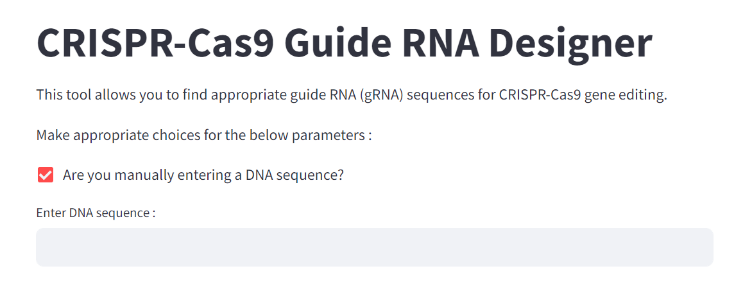 CRISPR-Cas9 Guide RNA Designer
This tool allows you to find appropriate guide RNA (gRNA) sequences for CRISPR-Cas9 gene editing.
Make appropriate choices for the below parameters :
Are you manually entering a DNA sequence?
Enter DNA sequence :